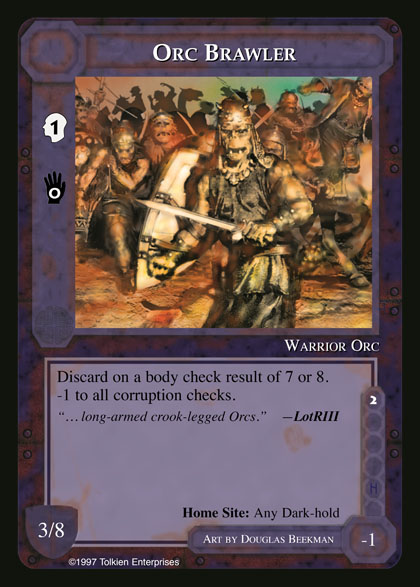 ORC BRAWLER
1
0
WARRIOR ORC
Discard on a body check result of 7 or 8.
-1 to all corruption checks.
“… long-armed crook-legged Orcs.” —LotRIII
2
H
Home Site: Any Dark-hold
3/8
ART BY DOUGLAS BEEKMAN
-1
©1997 Tolkien Enterprises